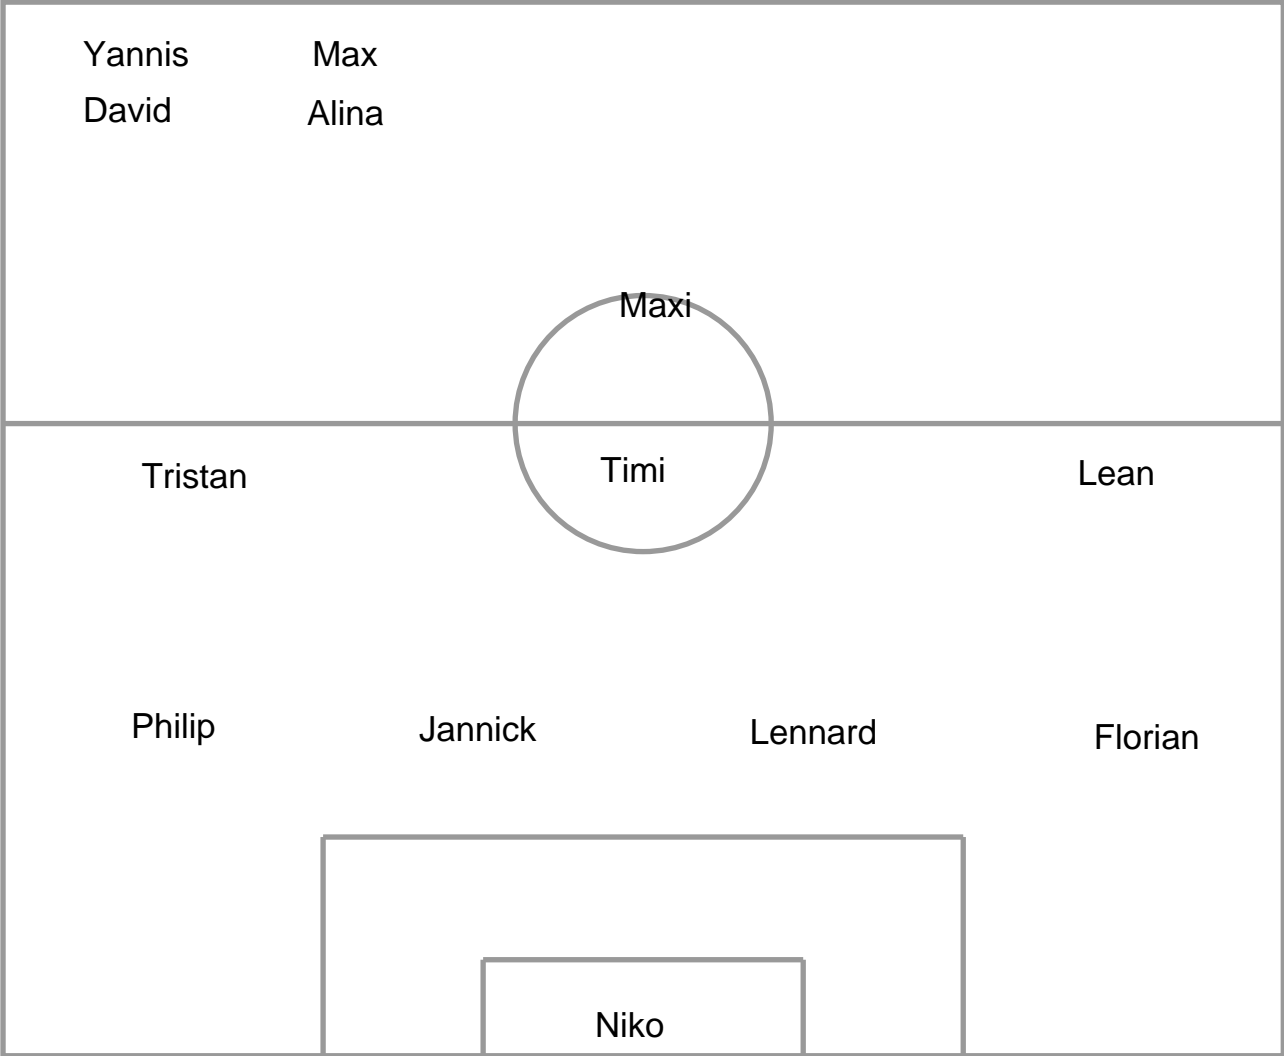 Yannis Max
David Alina
Maxi
Tristan Timi Lean
Philip Jannick Lennard Florian
Niko